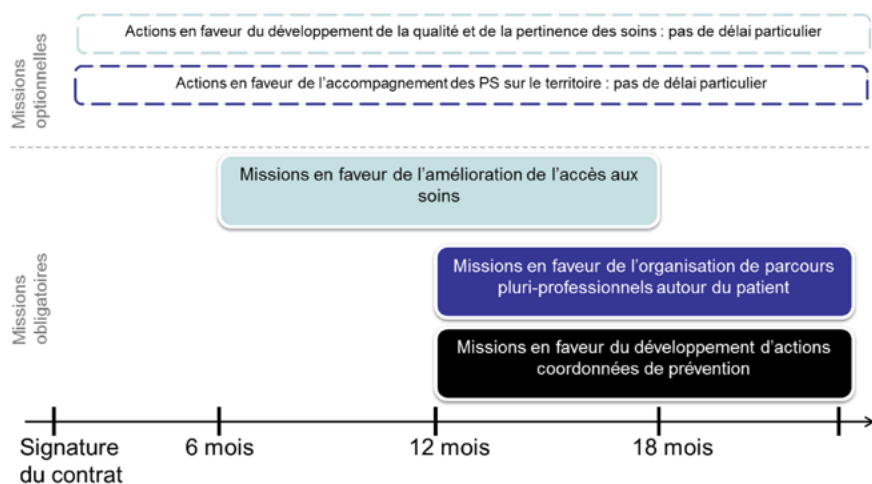 Missions
optionnelles
Actions en faveur du développement de la qualité et de la pertinence des soins : pas de délai particulier
Actions en faveur de l’accompagnement des PS sur le territoire : pas de délai particulier
Missions
obligatoires
Missions en faveur de l’amélioration de l’accès aux
soins
Missions en faveur de l’organisation de parcours
pluri-professionnels autour du patient
Missions en faveur du développement d’actions
coordonnées de prévention
Signature
du contrat
6 mois
12 mois
18 mois